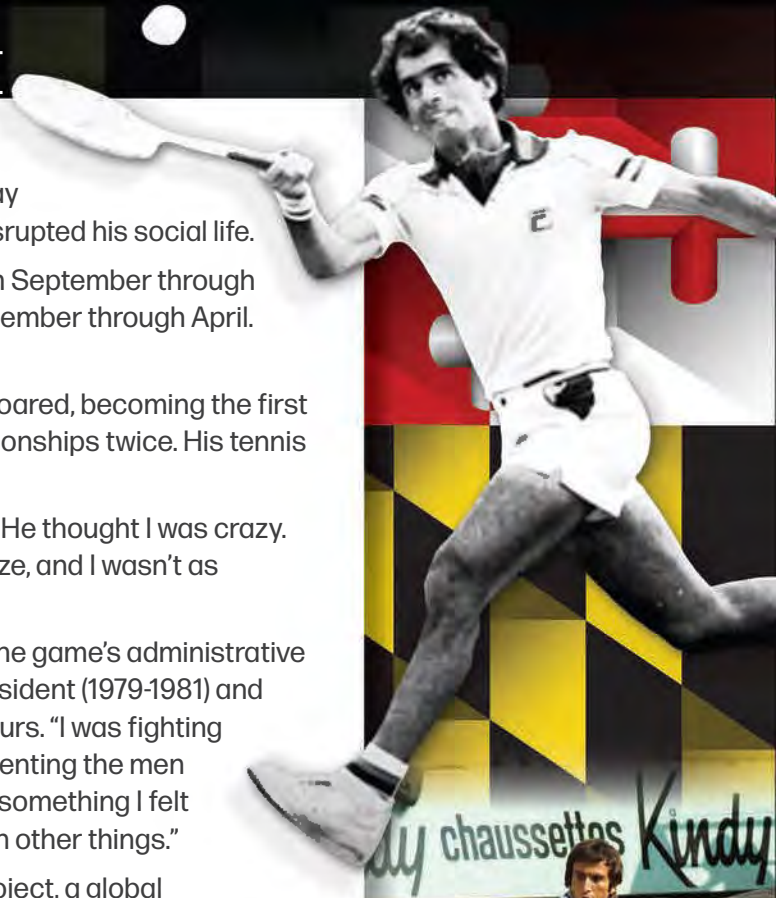 srupted his social life.
n September through
ember through April.
oared, becoming the first
onships twice. His tennis
He thought I was crazy.
ze, and I wasn't as
he game's administrative
sident (1979-1981) and
urs. “I was fighting
enting the men
something I felt
n other things.”
a global
chaussettes Kindy